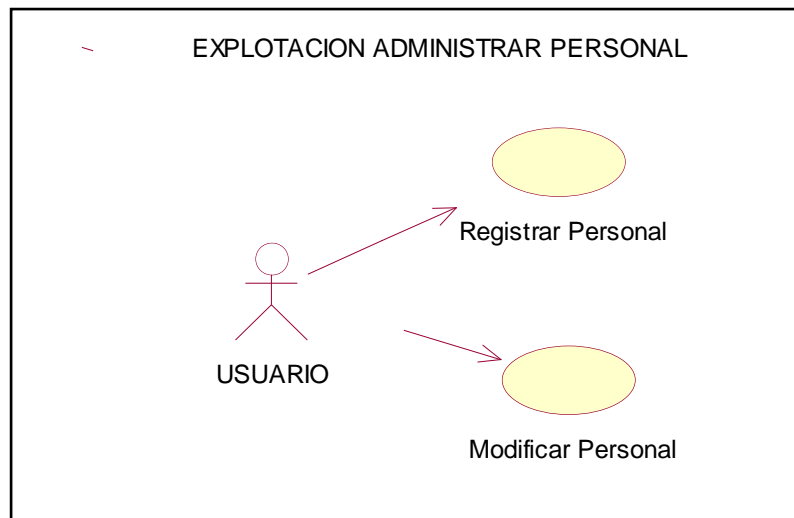 EXPLOTACION ADMINISTRAR PERSONAL
Registrar Personal
USUARIO
Modificar Personal